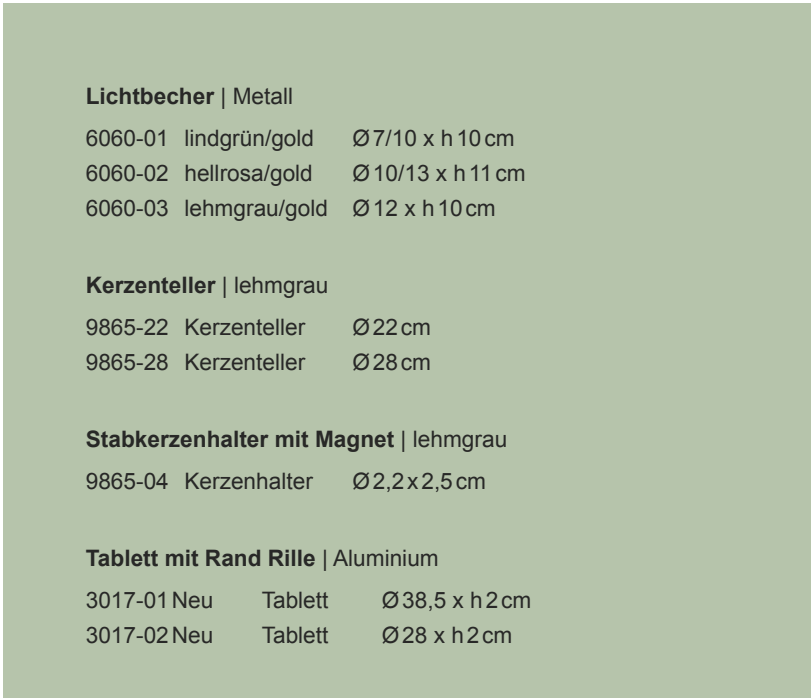 Lichtbecher | Metall
6060-01 lindgrün/gold Ø 7/10 x h 10 cm
6060-02 hellrosa/gold Ø 10/13 x h 11 cm
6060-03 lehmgrau/gold Ø 12 x h 10 cm
Kerzenteller | lehmgrau
9865-22 Kerzenteller Ø 22 cm
9865-28 Kerzenteller Ø 28 cm
Stabkerzenhalter mit Magnet | lehmgrau
9865-04 Kerzenhalter Ø 2,2 x 2,5 cm
Tablett mit Rand Rille | Aluminium
3017-01 Neu Tablett Ø 38,5 x h 2 cm
3017-02 Neu Tablett Ø 28 x h 2 cm